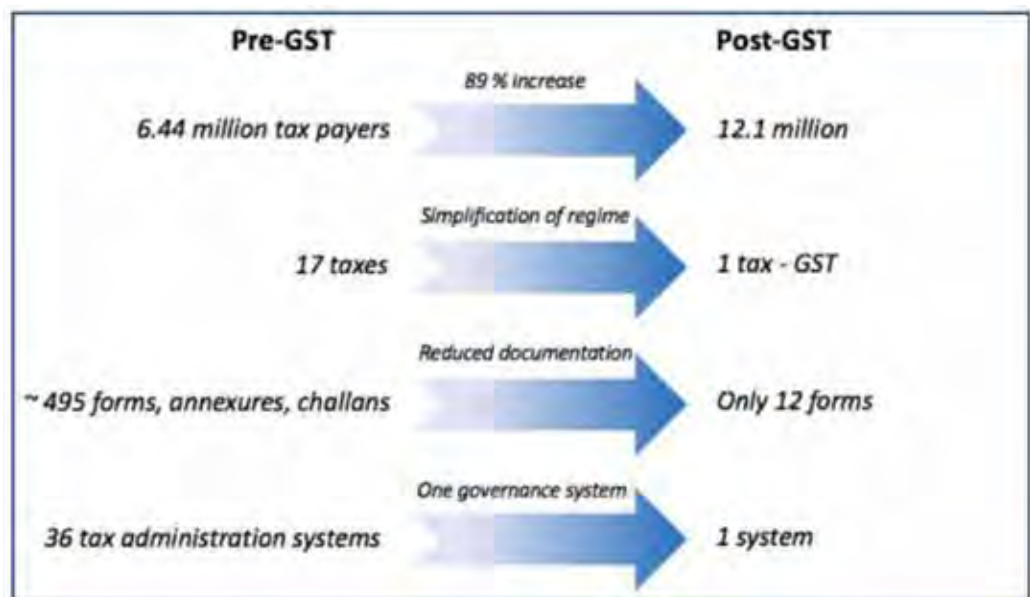 Pre-GST Post-GST
89 % increase
6.44 million tax payers 12.1 million
Simplification of regime
17 taxes 1 tax - GST
Reduced documentation
~ 495 forms, annexures, challans Only 12 forms
One governance system
36 tax administration systems 1 system